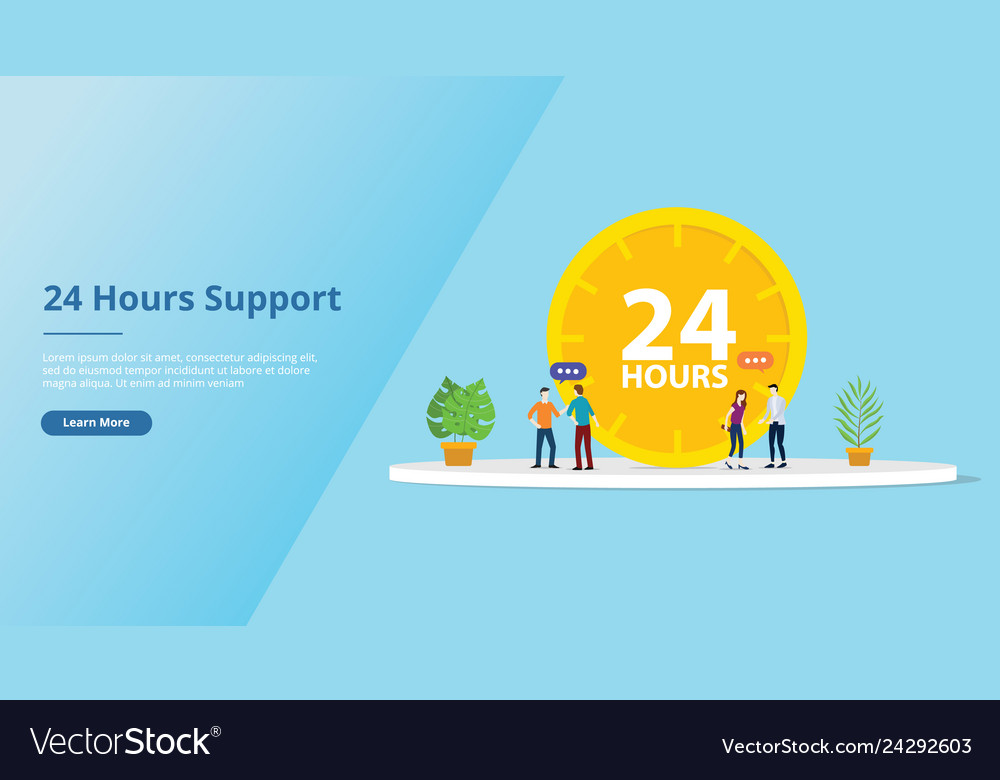 24 Hours Support
Lorem ipsum dolor sit amet, consectetur adipiscing elit,
sed do eiusmod tempor incididunt ut labore et dolore
magna aliqua. Ut enim ad minim veniam
Learn More
24
HOURS
VectorStock®
VectorStock.com/24292603